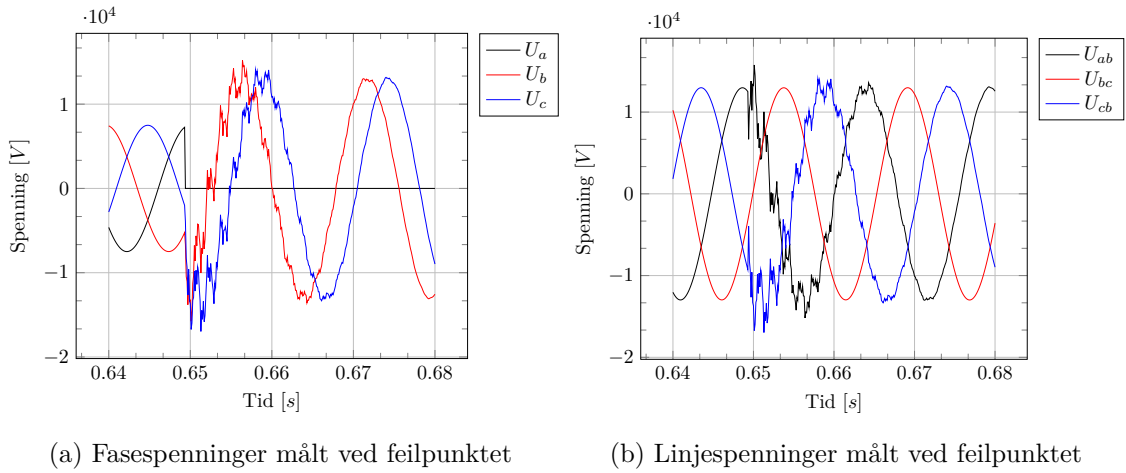 ·10⁴
1
0
−1
−2
0.64 0.65 0.66 0.67 0.68
Tid [s]
Spenning [V]
U_a
U_b
U_c
(a) Fasespenninger målt ved feilpunktet
·10⁴
1
0
−1
−2
0.64 0.65 0.66 0.67 0.68
Tid [s]
Spenning [V]
U_ab
U_bc
U_cb
(b) Linjespenninger målt ved feilpunktet